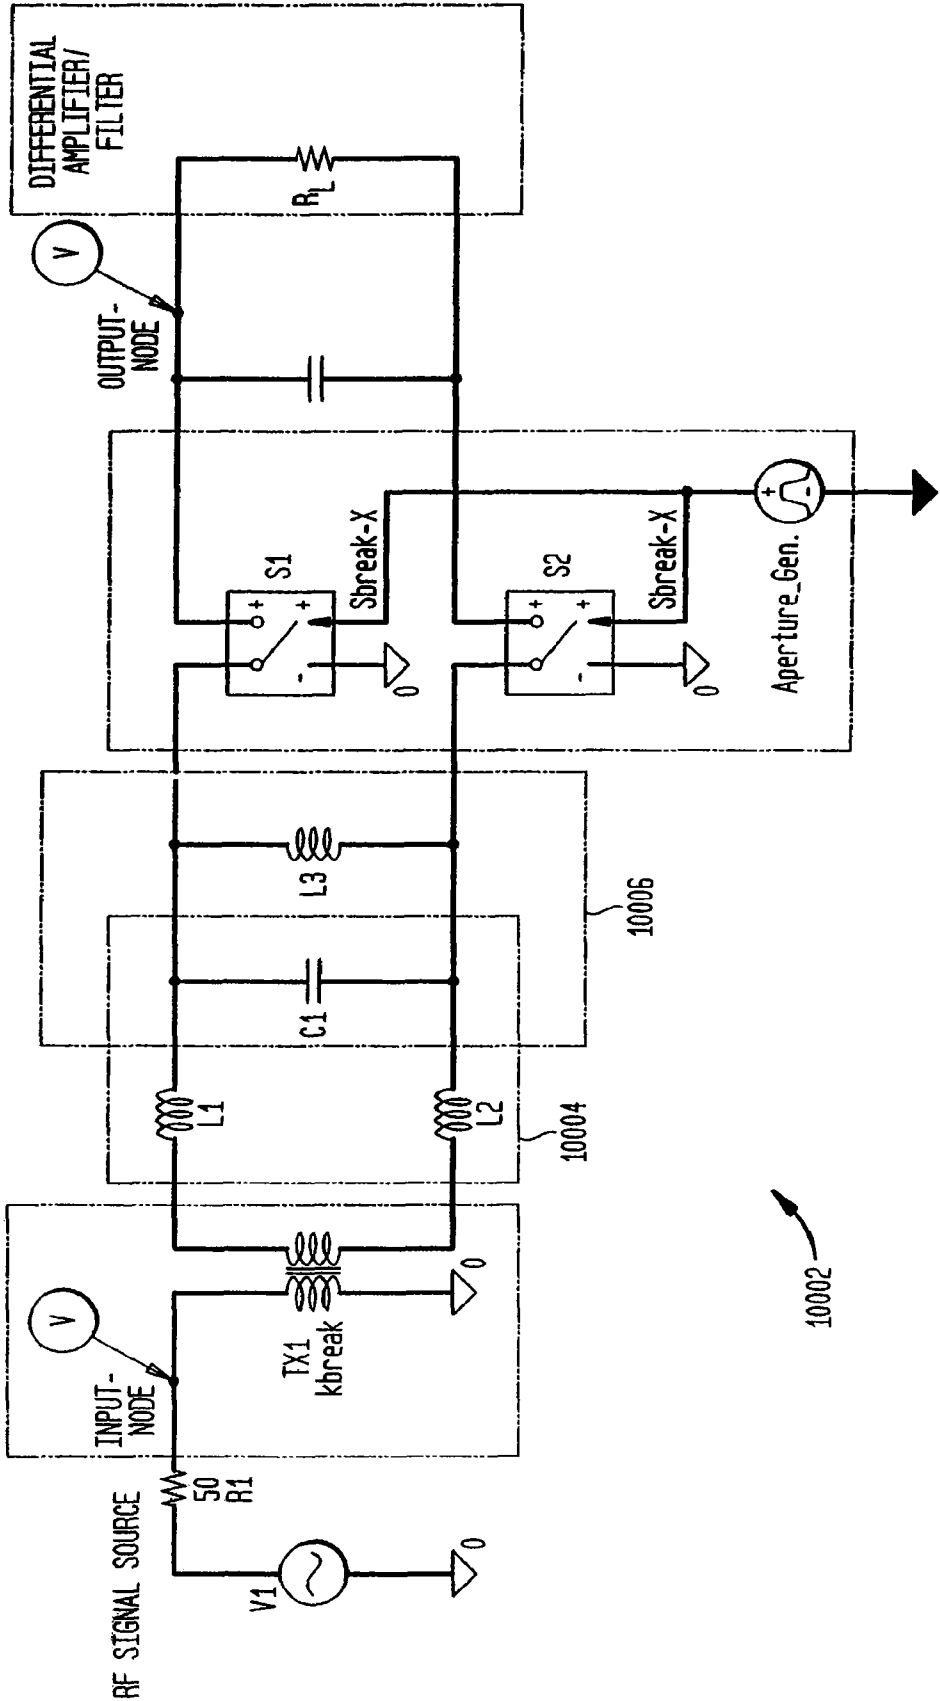 RF SIGNAL SOURCE
V1
0
50
R1
INPUT-
NODE
V
TX1
kbreak
0
L1
L2
10004
C1
L3
10006
S1
+
+
-
Sbreak-X
0
S2
+
+
-
Sbreak-X
0
Aperture_Gen.
+
-
OUTPUT-
NODE
V
RL
DIFFERENTIAL
AMPLIFIER/
FILTER
10002